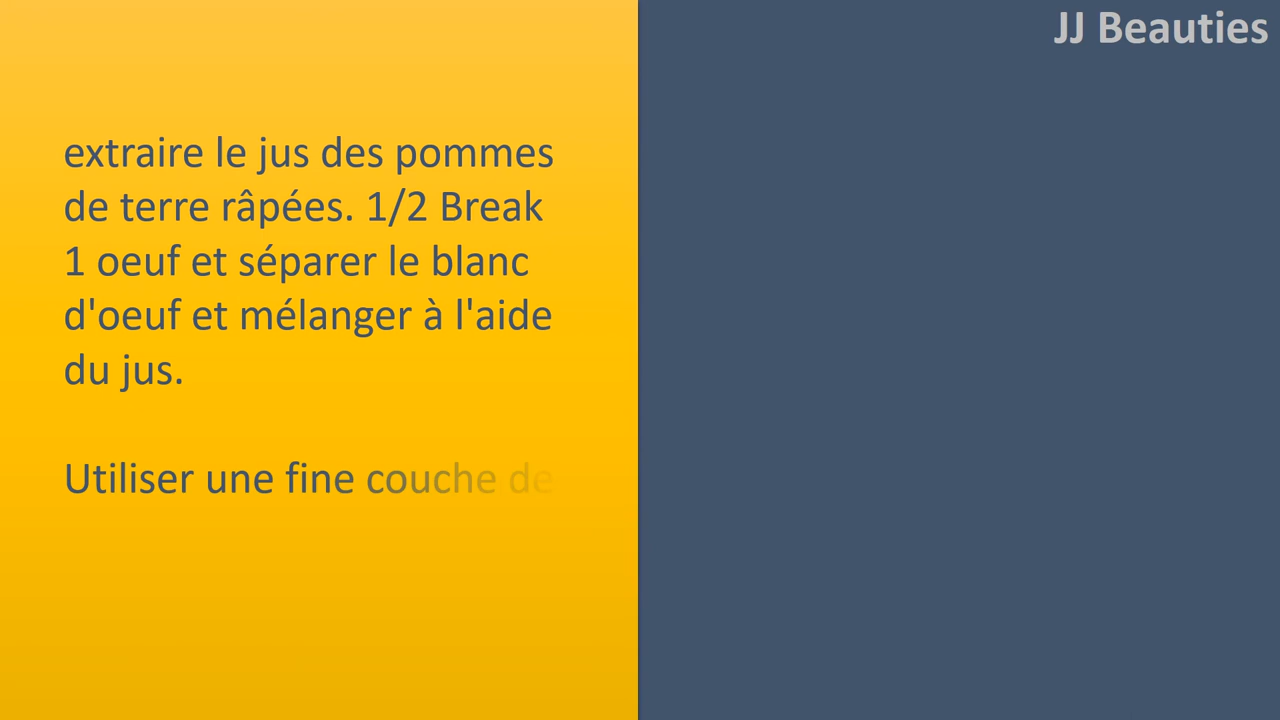 JJ Beauties
extraire le jus des pommes
de terre râpées. 1/2 Break
1 oeuf et séparer le blanc
d'oeuf et mélanger à l'aide
du jus.
Utiliser une fine couche de